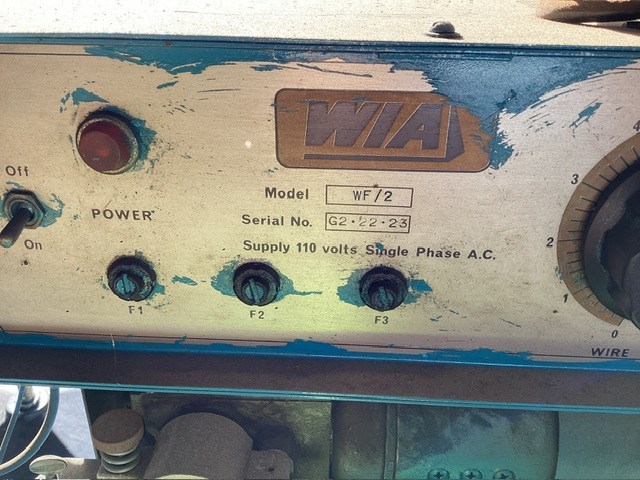 WIA
Off
Model WF/2
POWER
Serial No. G2·22·23
On
Supply 110 volts Single Phase A.C.
F1 F2 F3
4
3
2
1
0
WIRE